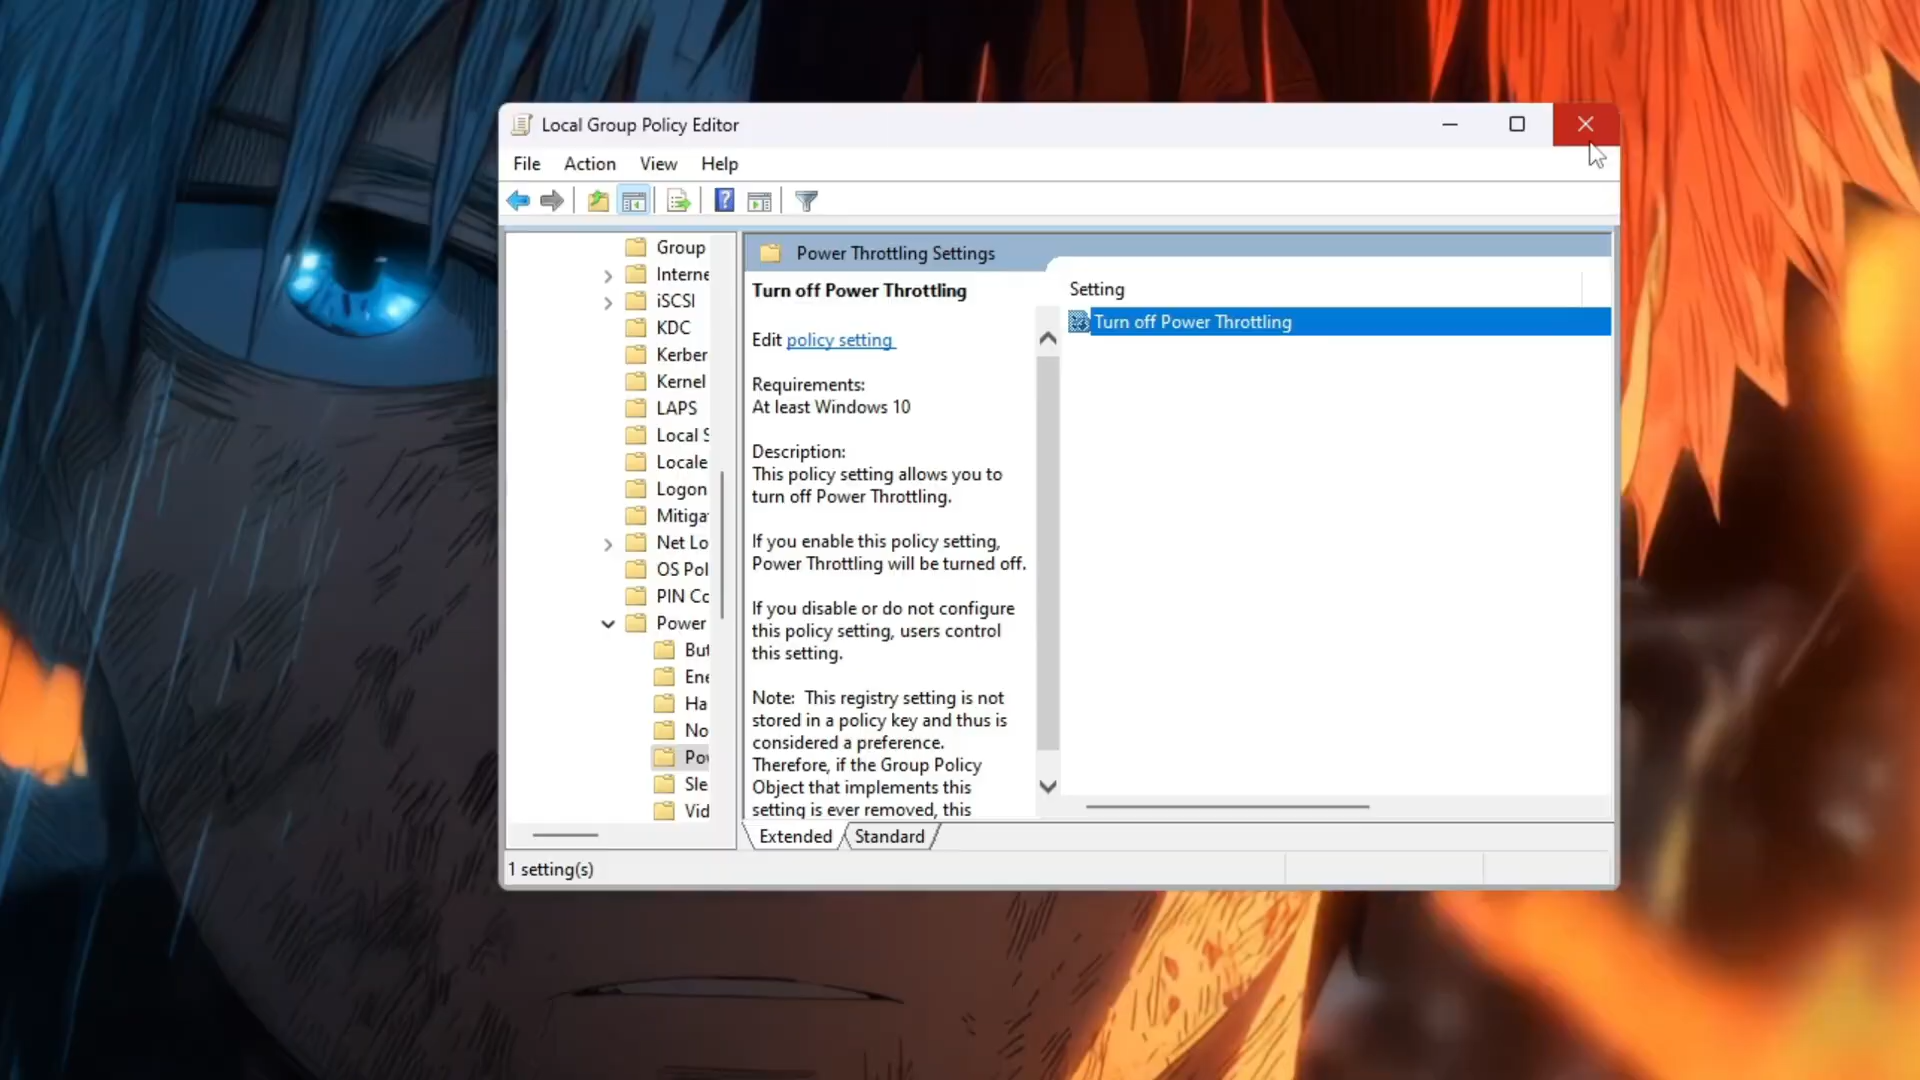 Local Group Policy Editor
File Action View Help
Group
Interne
iSCSI
KDC
Kerber
Kernel
LAPS
Local S
Locale
Logon
Mitigat
Net Lo
OS Pol
PIN Co
Power
But
Ene
Ha
No
Pow
Sle
Vid
Power Throttling Settings
Turn off Power Throttling
Edit policy setting
Requirements:
At least Windows 10
Description:
This policy setting allows you to
turn off Power Throttling.
If you enable this policy setting,
Power Throttling will be turned off.
If you disable or do not configure
this policy setting, users control
this setting.
Note: This registry setting is not
stored in a policy key and thus is
considered a preference.
Therefore, if the Group Policy
Object that implements this
setting is ever removed, this
Setting
Turn off Power Throttling
Extended Standard
1 setting(s)